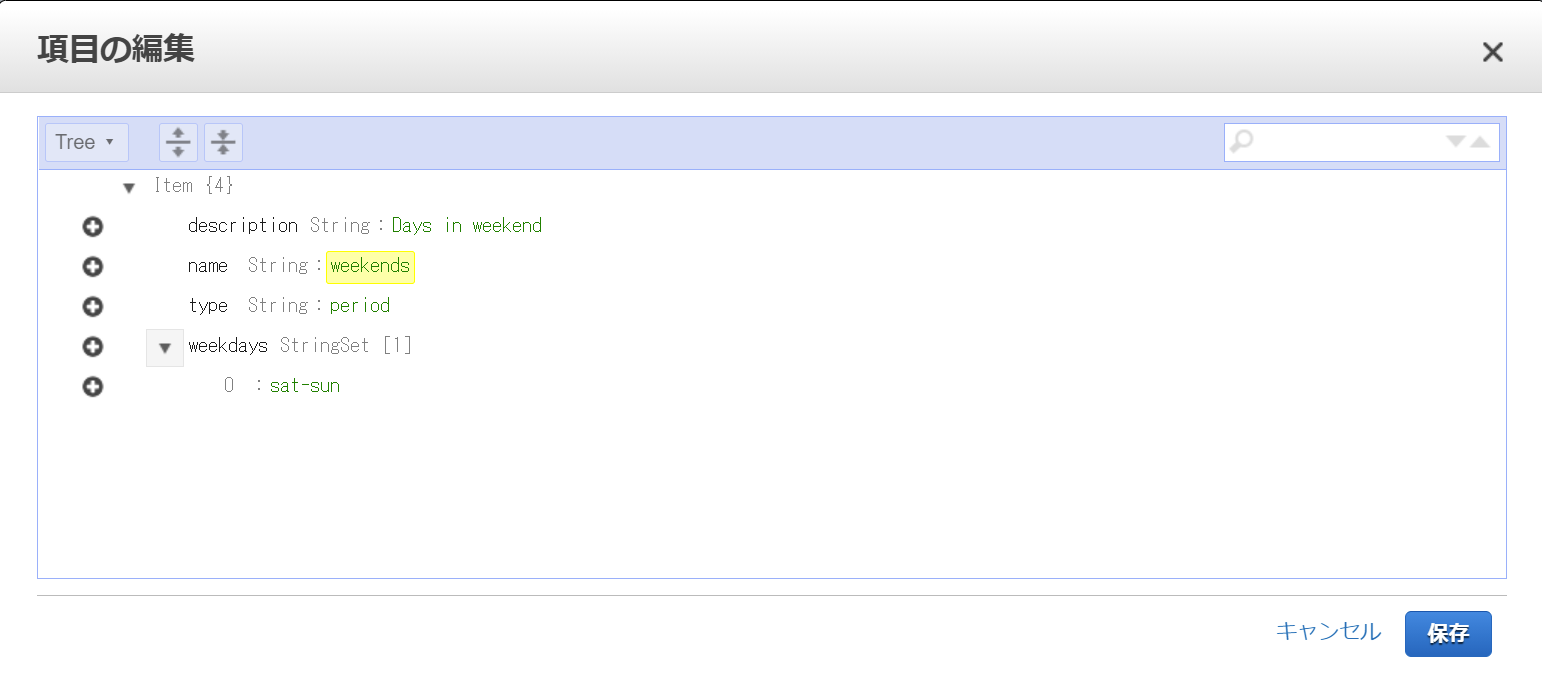 項目の編集
Tree
Item {4}
description String : Days in weekend
name String : weekends
type String : period
weekdays StringSet [1]
0 : sat-sun
キャンセル 保存